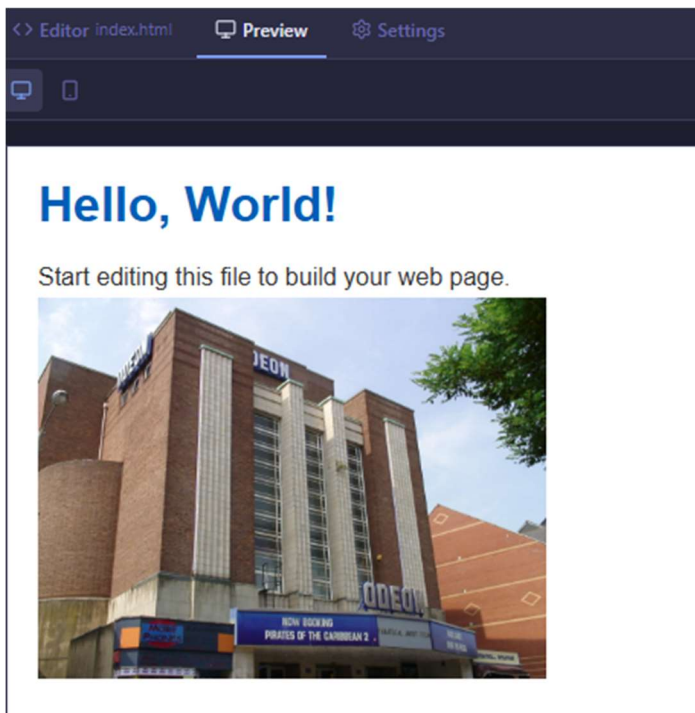 Editor index.html Preview Settings
Hello, World!
Start editing this file to build your web page.
ODEON
ODEON
NOW BOOKING
PIRATES OF THE CARIBBEAN 2